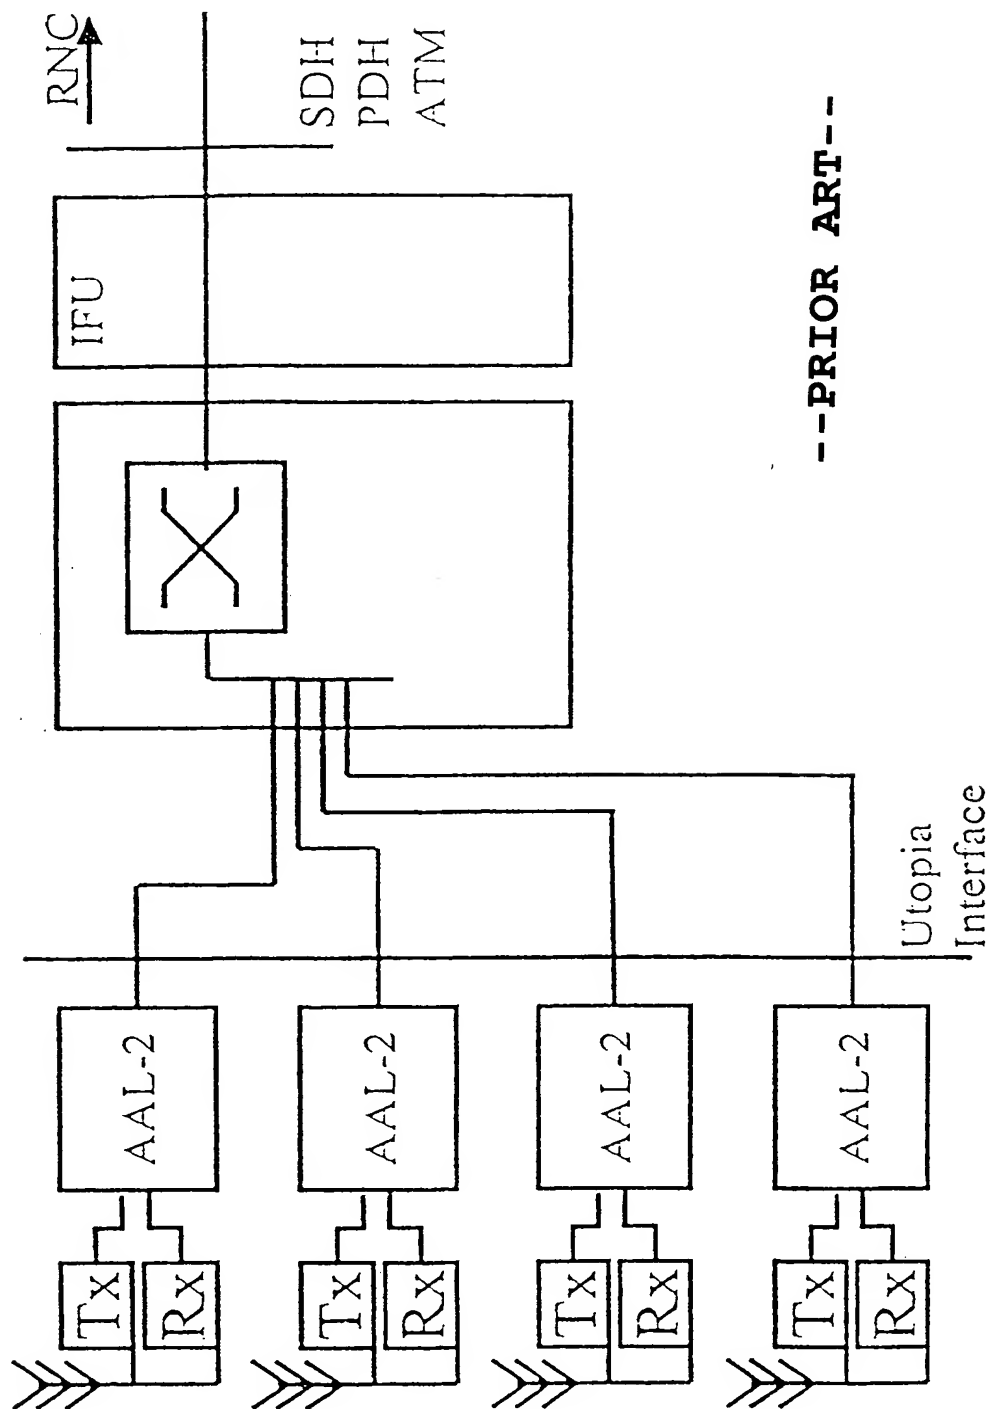 RNC
SDH
PDH
ATM
IFU
--PRIOR ART--
Utopia
Interface
AAL-2
AAL-2
AAL-2
AAL-2
Tx
Rx
Tx
Rx
Tx
Rx
Tx
Rx